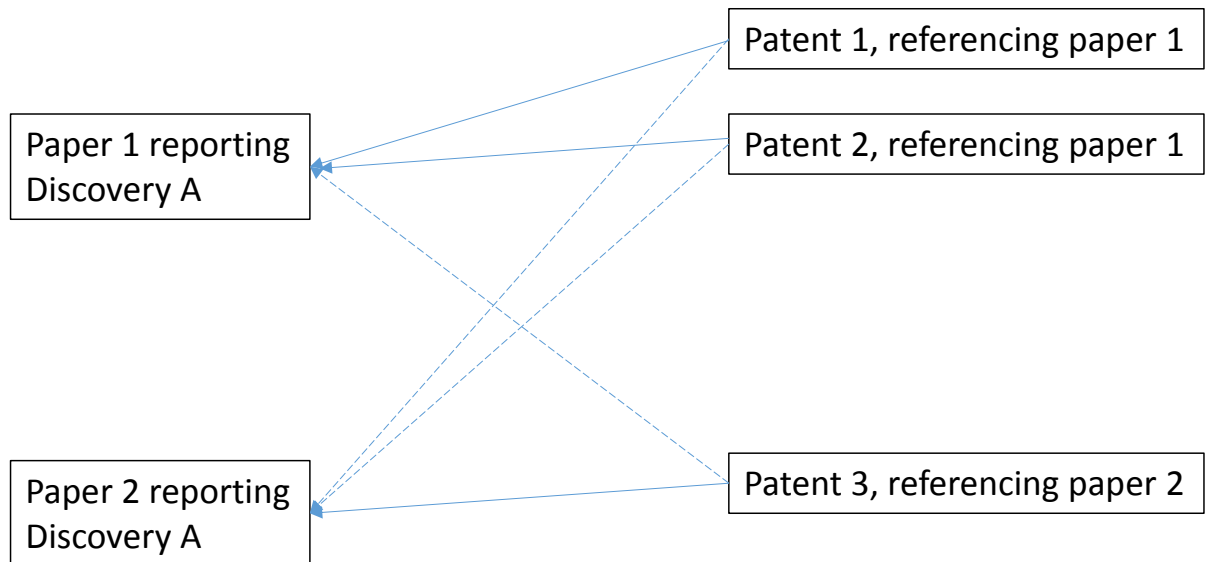 Patent 1, referencing paper 1
Paper 1 reporting
Discovery A
Patent 2, referencing paper 1
Paper 2 reporting
Discovery A
Patent 3, referencing paper 2